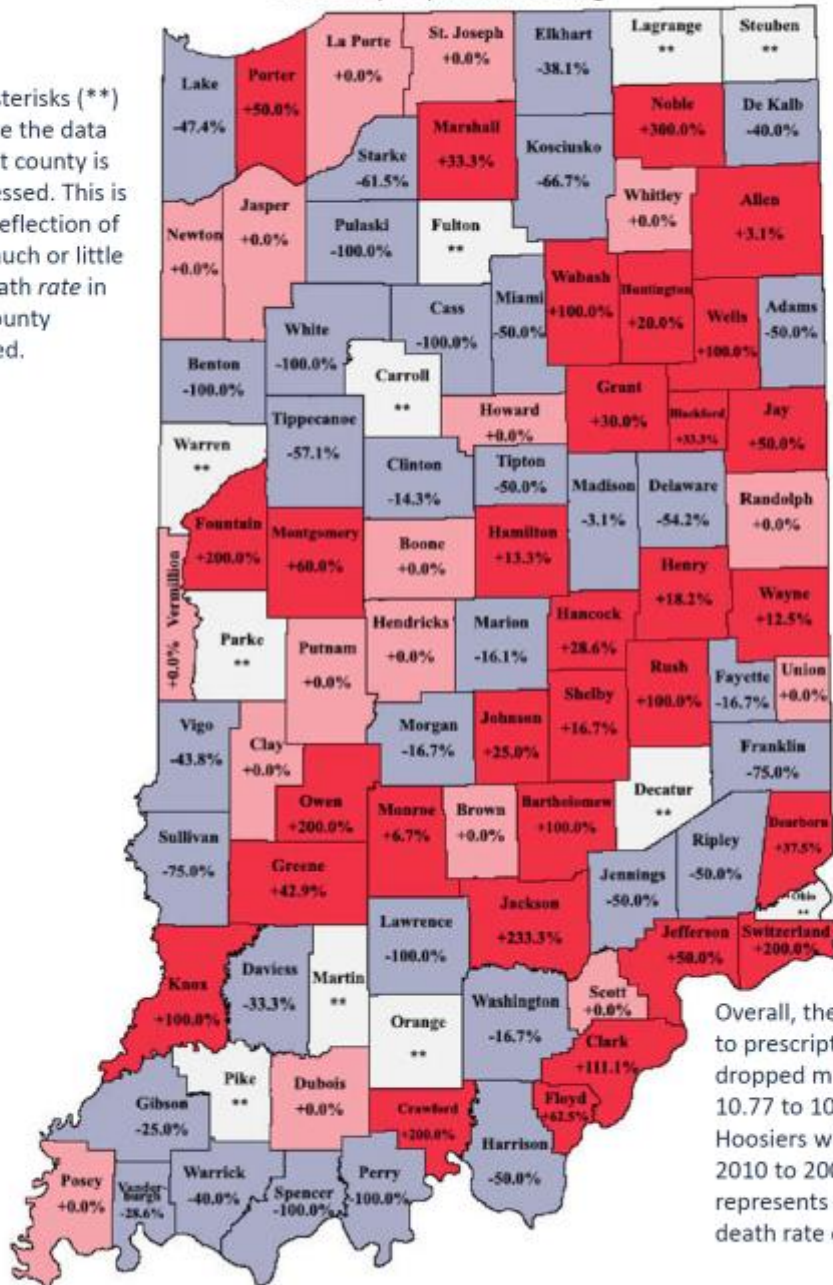 sterisks (**)
e the data
t county is
essed. This is
eflection of
uch or little
ath rate in
ounty
ed.
Lake
-47.4%
Porter
+50.0%
La Porte
+0.0%
St. Joseph
+0.0%
Elkhart
-38.1%
Lagrange
**
Steuben
**
Noble
+300.0%
De Kalb
-40.0%
Marshall
+33.3%
Starke
-61.5%
Kosciusko
-66.7%
Whitley
+0.0%
Allen
+3.1%
Newton
+0.0%
Jasper
+0.0%
Pulaski
-100.0%
Fulton
**
Wabash
+100.0%
Huntington
+20.0%
Wells
+100.0%
Adams
-50.0%
Miami
-50.0%
Cass
-100.0%
White
-100.0%
Benton
-100.0%
Carroll
**
Howard
+0.0%
Grant
+30.0%
Blackford
+33.3%
Jay
+50.0%
Warren
**
Tippecanoe
-57.1%
Clinton
-14.3%
Tipton
-50.0%
Madison
-3.1%
Delaware
-54.2%
Randolph
+0.0%
Fountain
+200.0%
Montgomery
+60.0%
Boone
+0.0%
Hamilton
+13.3%
Henry
+18.2%
Wayne
+12.5%
Vermillion
+0.0%
Parke
**
Putnam
+0.0%
Hendricks
+0.0%
Marion
-16.1%
Hancock
+28.6%
Rush
+100.0%
Fayette
-16.7%
Union
+0.0%
Shelby
+16.7%
Vigo
-43.8%
Clay
+0.0%
Morgan
-16.7%
Johnson
+25.0%
Franklin
-75.0%
Decatur
**
Owen
+200.0%
Monroe
+6.7%
Brown
+0.0%
Bartholomew
+100.0%
Dearborn
+37.5%
Sullivan
-75.0%
Greene
+42.9%
Jennings
-50.0%
Ripley
-50.0%
Ohio
**
Lawrence
-100.0%
Jackson
+233.3%
Jefferson
+50.0%
Switzerland
+200.0%
Knox
+100.0%
Daviess
-33.3%
Martin
**
Orange
**
Washington
-16.7%
Scott
+0.0%
Clark
+111.1%
Floyd
+62.5%
Gibson
-25.0%
Pike
**
Dubois
+0.0%
Crawford
+200.0%
Harrison
-50.0%
Posey
+0.0%
Vander-
burgh
-28.6%
Warrick
-40.0%
Spencer
-100.0%
Perry
-100.0%
Overall, the
to prescript
dropped m
10.77 to 10
Hoosiers w
2010 to 200
represents
death rate